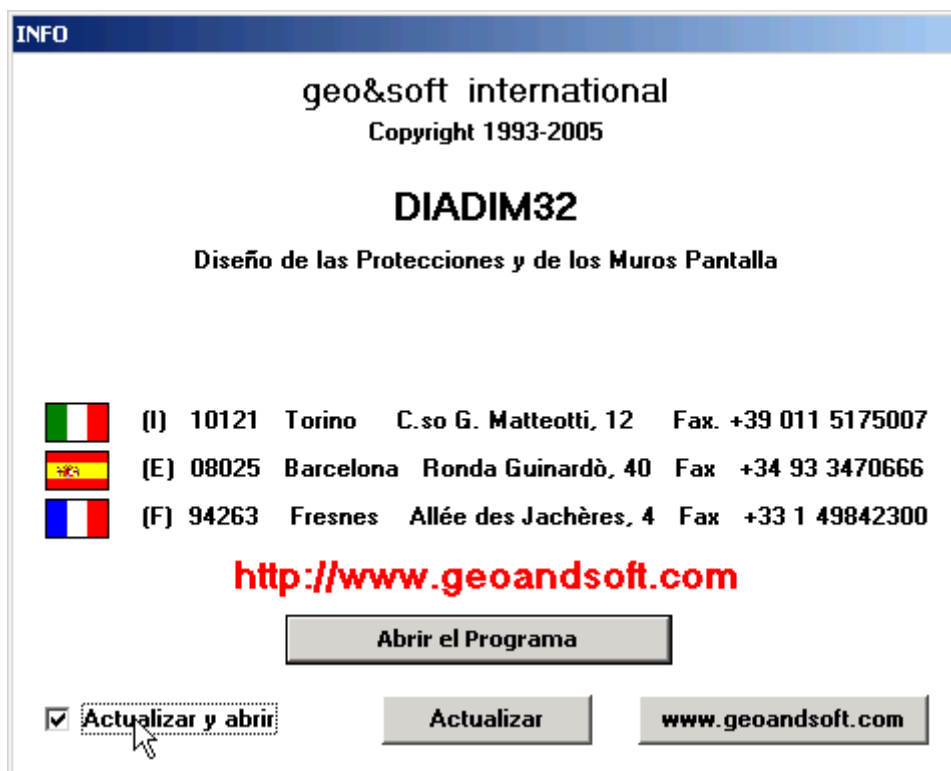 INFO
geo&soft international
Copyright 1993-2005
DIADIM32
Diseño de las Protecciones y de los Muros Pantalla
(I) 10121 Torino C.so G. Matteotti, 12 Fax. +39 011 5175007
(E) 08025 Barcelona Ronda Guinardò, 40 Fax +34 93 3470666
(F) 94263 Fresnes Allée des Jachères, 4 Fax +33 1 49842300
http://www.geoandsoft.com
Abrir el Programa
Actualizar y abrir Actualizar www.geoandsoft.com